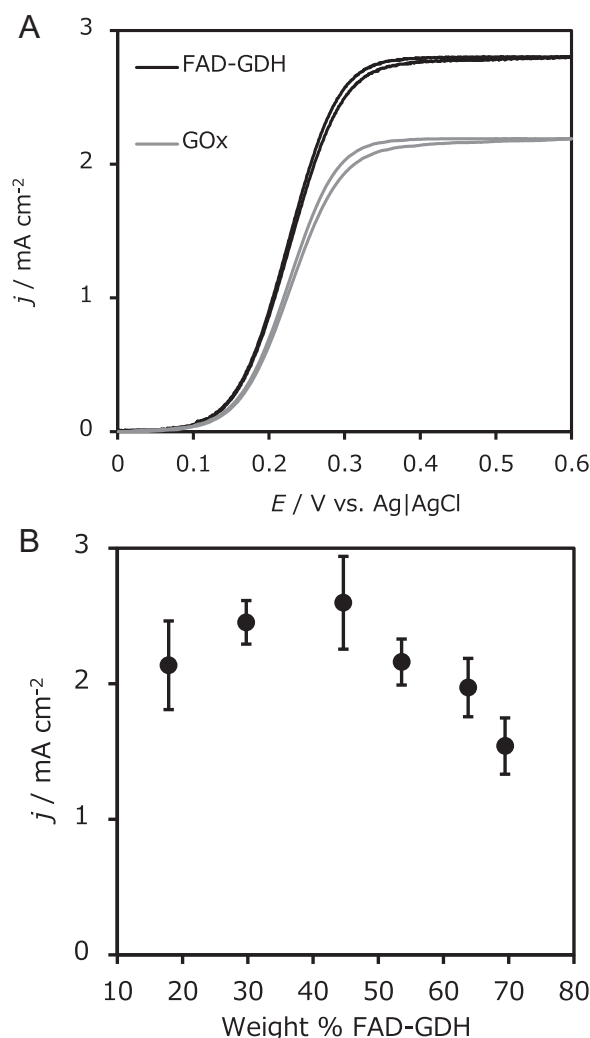 A
3
FAD-GDH
GOx
2
j / mA cm-2
1
0
0 0.1 0.2 0.3 0.4 0.5 0.6
E / V vs. Ag|AgCl
B
3
2
j / mA cm-2
1
0
10 20 30 40 50 60 70 80
Weight % FAD-GDH